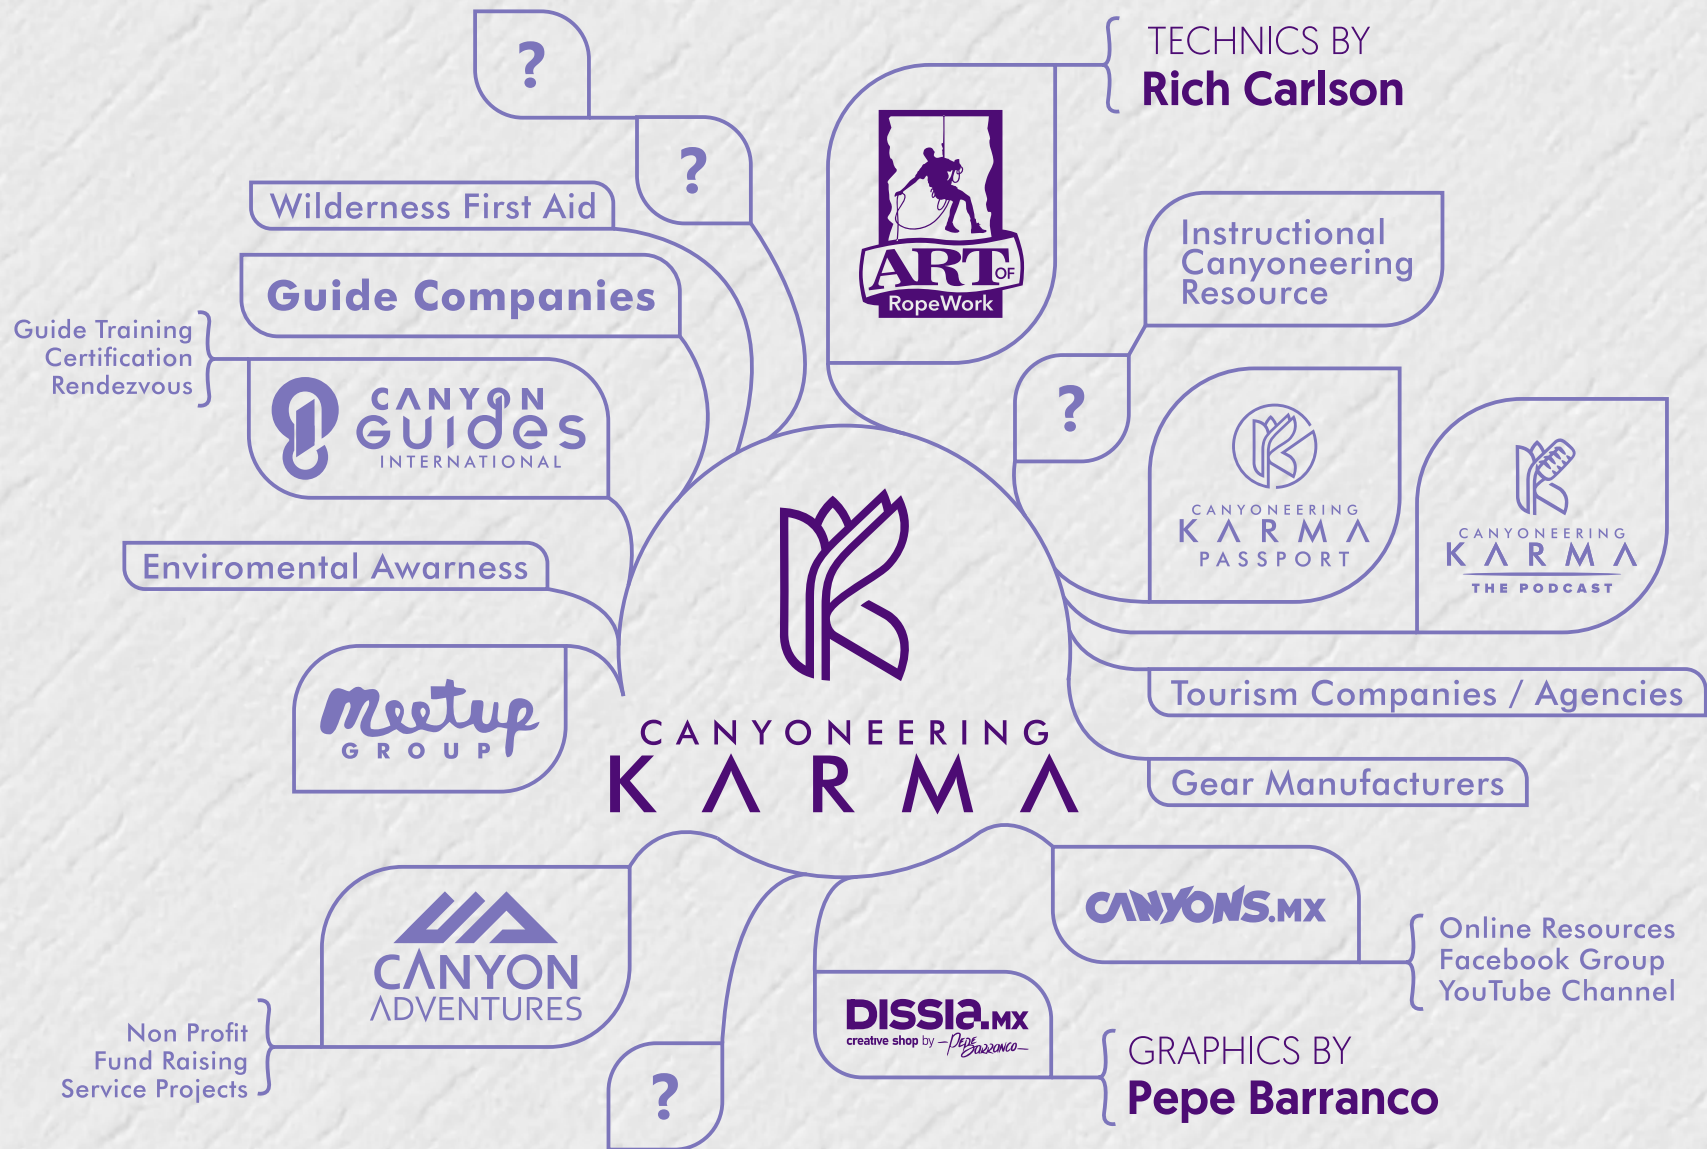 ?
TECHNICS BY
Rich Carlson
?
Wilderness First Aid
ART OF
RopeWork
Instructional
Canyoneering
Resource
Guide Companies
Guide Training
Certification
Rendezvous
CANYON
GUIdes
INTERNATIONAL
?
CANYONEERING
KARMA
PASSPORT
CANYONEERING
KARMA
THE PODCAST
Enviromental Awarness
meetup
GROUP
CANYONEERING
KARMA
Tourism Companies / Agencies
Gear Manufacturers
CANYON
ADVENTURES
Non Profit
Fund Raising
Service Projects
?
DISSIA.MX
creative shop by Pepe Barranco
GRAPHICS BY
Pepe Barranco
CANYONS.MX
Online Resources
Facebook Group
YouTube Channel